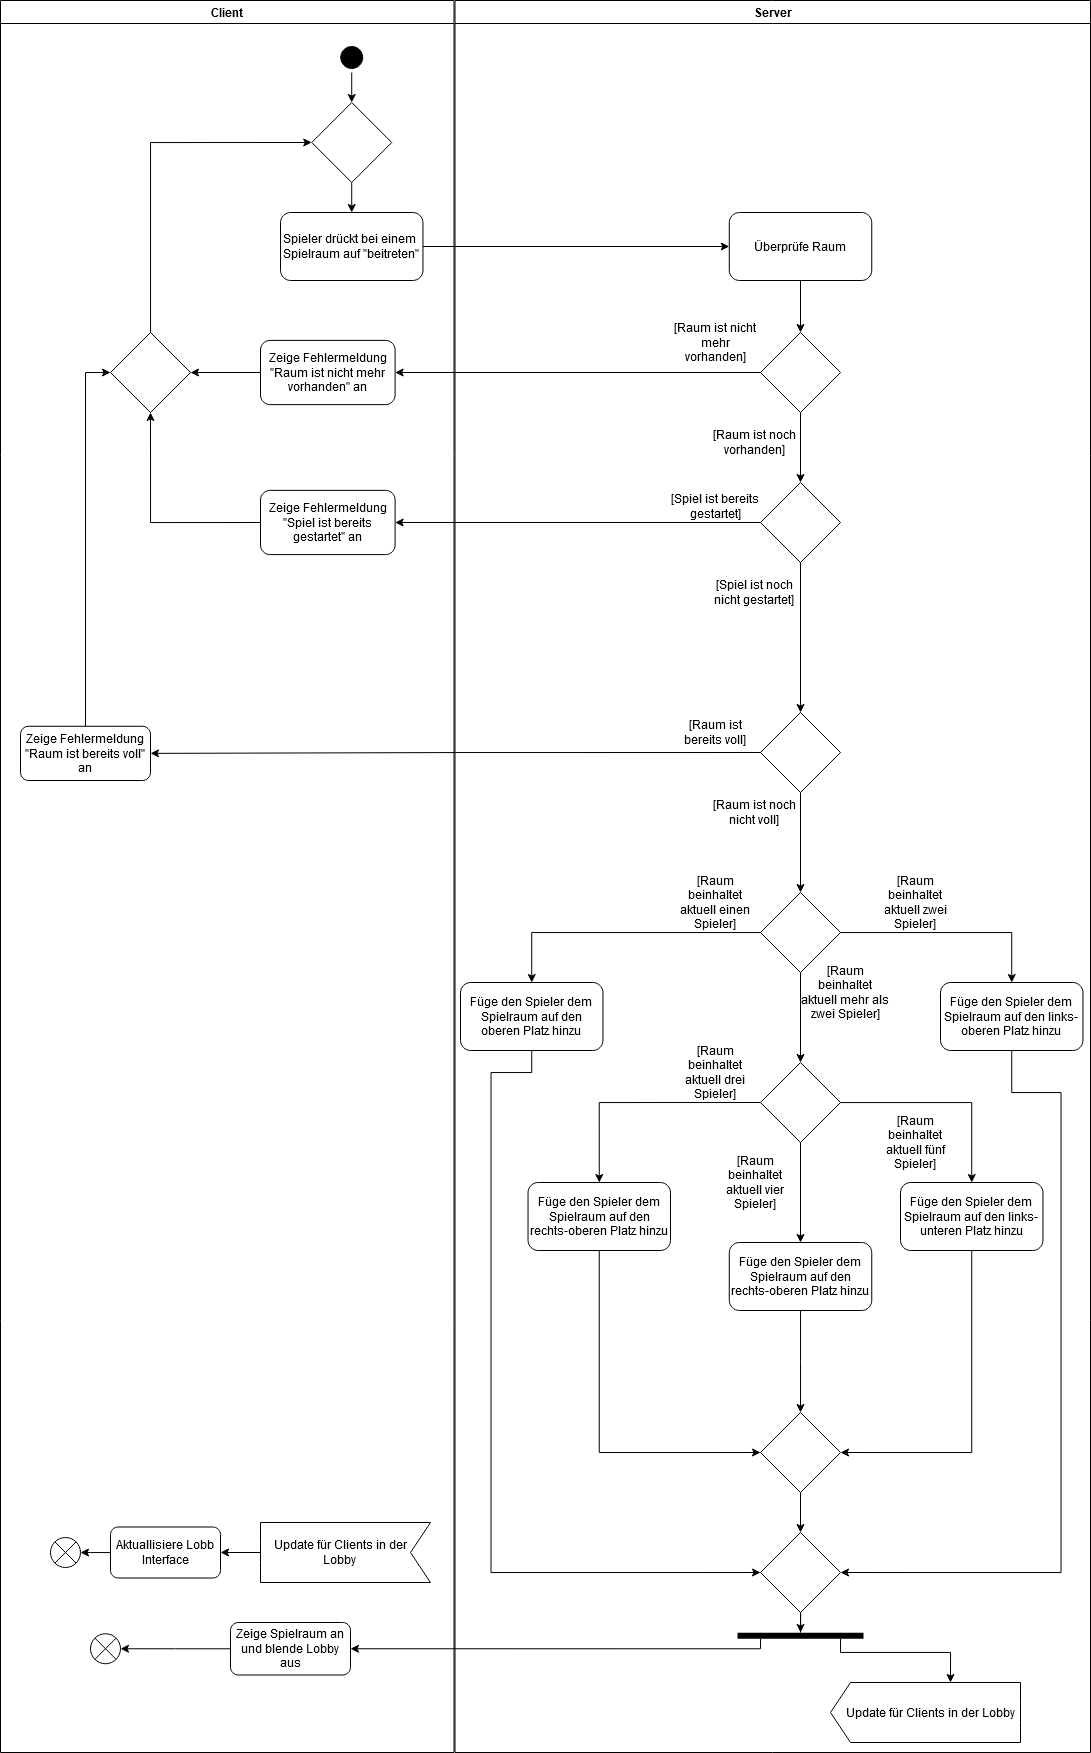 Client
Server
Spieler drückt bei einem
Spielraum auf "beitreten"
Überprüfe Raum
[Raum ist nicht
mehr
vorhanden]
Zeige Fehlermeldung
"Raum ist nicht mehr
vorhanden" an
[Raum ist noch
vorhanden]
[Spiel ist bereits
gestartet]
Zeige Fehlermeldung
"Spiel ist bereits
gestartet" an
[Spiel ist noch
nicht gestartet]
[Raum ist
bereits voll]
Zeige Fehlermeldung
"Raum ist bereits voll"
an
[Raum ist noch
nicht voll]
[Raum
beinhaltet
aktuell einen
Spieler]
[Raum
beinhaltet
aktuell zwei
Spieler]
[Raum
beinhaltet
aktuell mehr als
zwei Spieler]
Füge den Spieler dem
Spielraum auf den
oberen Platz hinzu
Füge den Spieler dem
Spielraum auf den links-
oberen Platz hinzu
[Raum
beinhaltet
aktuell drei
Spieler]
[Raum
beinhaltet
aktuell vier
Spieler]
[Raum
beinhaltet
aktuell fünf
Spieler]
Füge den Spieler dem
Spielraum auf den
rechts-oberen Platz hinzu
Füge den Spieler dem
Spielraum auf den
rechts-oberen Platz hinzu
Füge den Spieler dem
Spielraum auf den links-
unteren Platz hinzu
Aktuallisiere Lobb
Interface
Update für Clients in der
Lobby
Zeige Spielraum an
und blende Lobby
aus
Update für Clients in der Lobby